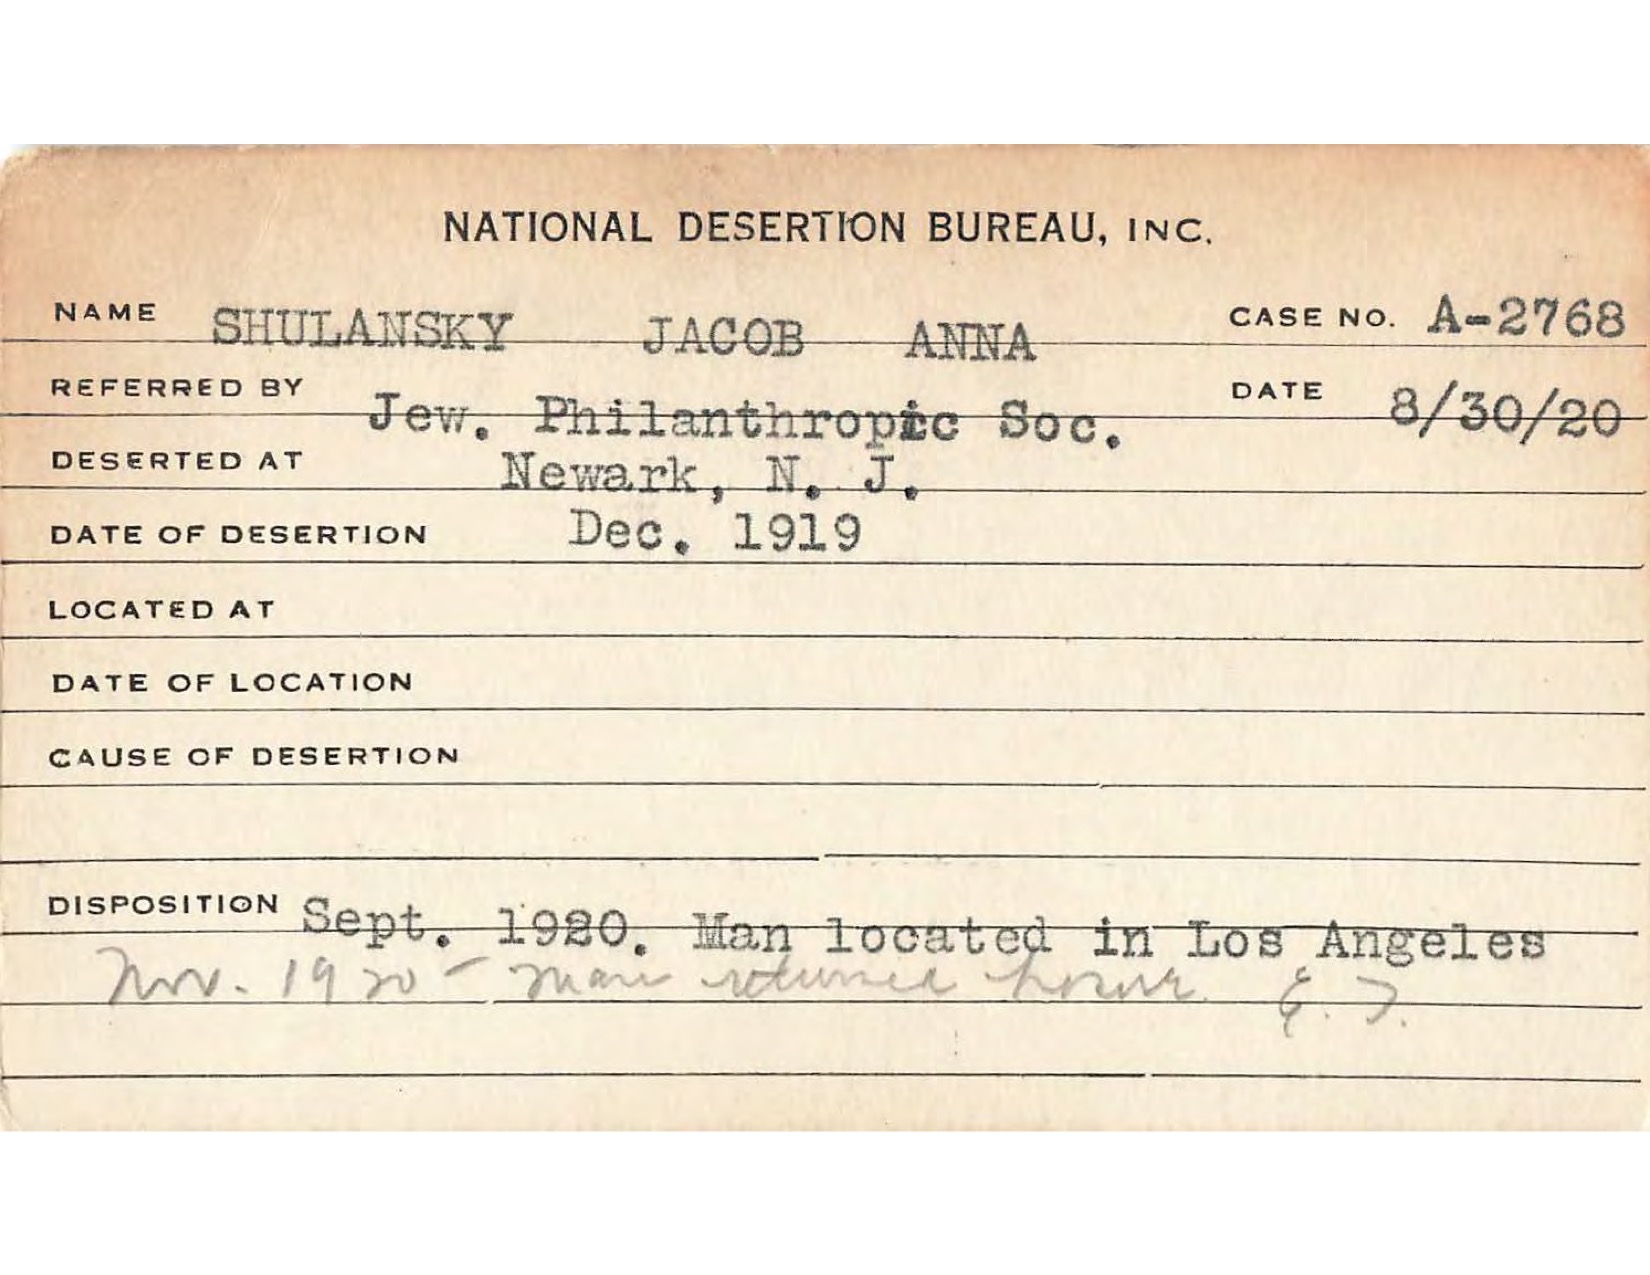 NATIONAL DESERTION BUREAU, INC.
NAME SHULANSKY JACOB ANNA CASE NO. A-2768
REFERRED BY Jew. Philanthropic Soc. DATE 8/30/20
DESERTED AT Newark, N. J.
DATE OF DESERTION Dec. 1919
LOCATED AT
DATE OF LOCATION
CAUSE OF DESERTION
DISPOSITION Sept. 1920. Man located in Los Angeles
Nov. 1920 - Man returned home. E. T.